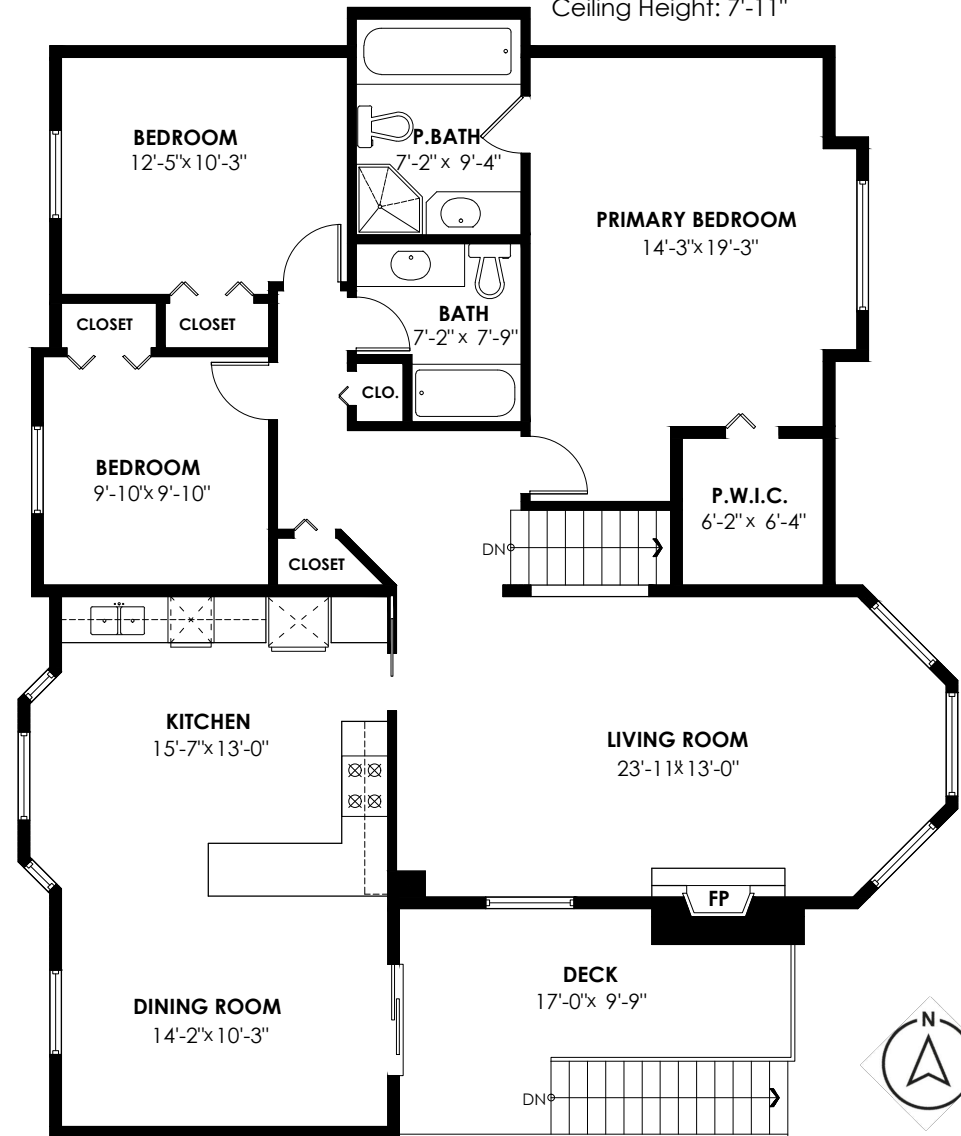 Ceiling Height: 7'-11"
BEDROOM
12'-5"x 10'-3"
P.BATH
7'-2" x 9'-4"
PRIMARY BEDROOM
14'-3"x 19'-3"
CLOSET
CLOSET
BATH
7'-2" x 7'-9"
CLO.
BEDROOM
9'-10"x 9'-10"
P.W.I.C.
6'-2" x 6'-4"
DN
CLOSET
KITCHEN
15'-7"x 13'-0"
LIVING ROOM
23'-11"x 13'-0"
FP
DECK
17'-0"x 9'-9"
DINING ROOM
14'-2"x 10'-3"
N
DN